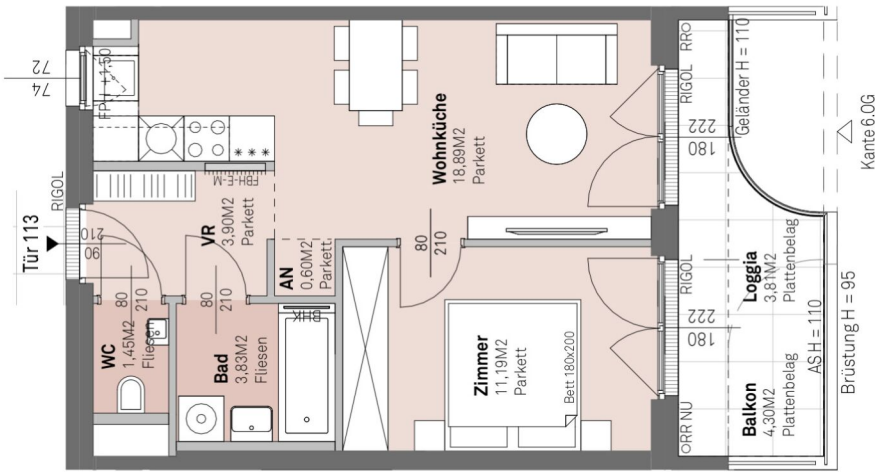 72
74
FPH +1,50
RIGOL
Tür 113
90
210
VR
3,90M2
Parkett
FBH-E-M
***
Wohnküche
18,89M2
Parkett
AN
0,60M2
Parkett
80
210
80
210
80
210
WC
1,45M2
Fliesen
Bad
3,83M2
Fliesen
Zimmer
11,19M2
Parkett
Bett 180x200
RRO
RIGOL
222
180
Geländer H = 110
Kante 6.OG
RIGOL
222
180
Loggia
3,81M2
Plattenbelag
Balkon
4,30M2
Plattenbelag
AS H = 110
Brüstung H = 95
ORR NU